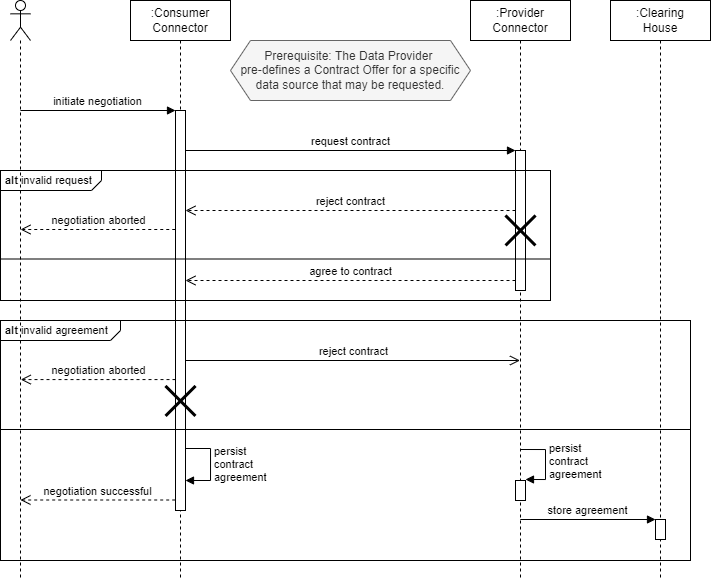 :Consumer
Connector
:Provider
Connector
:Clearing
House
Prerequisite: The Data Provider
pre-defines a Contract Offer for a specific
data source that may be requested.
initiate negotiation
request contract
alt invalid request
reject contract
negotiation aborted
agree to contract
alt invalid agreement
reject contract
negotiation aborted
persist
contract
agreement
persist
contract
agreement
negotiation successful
store agreement